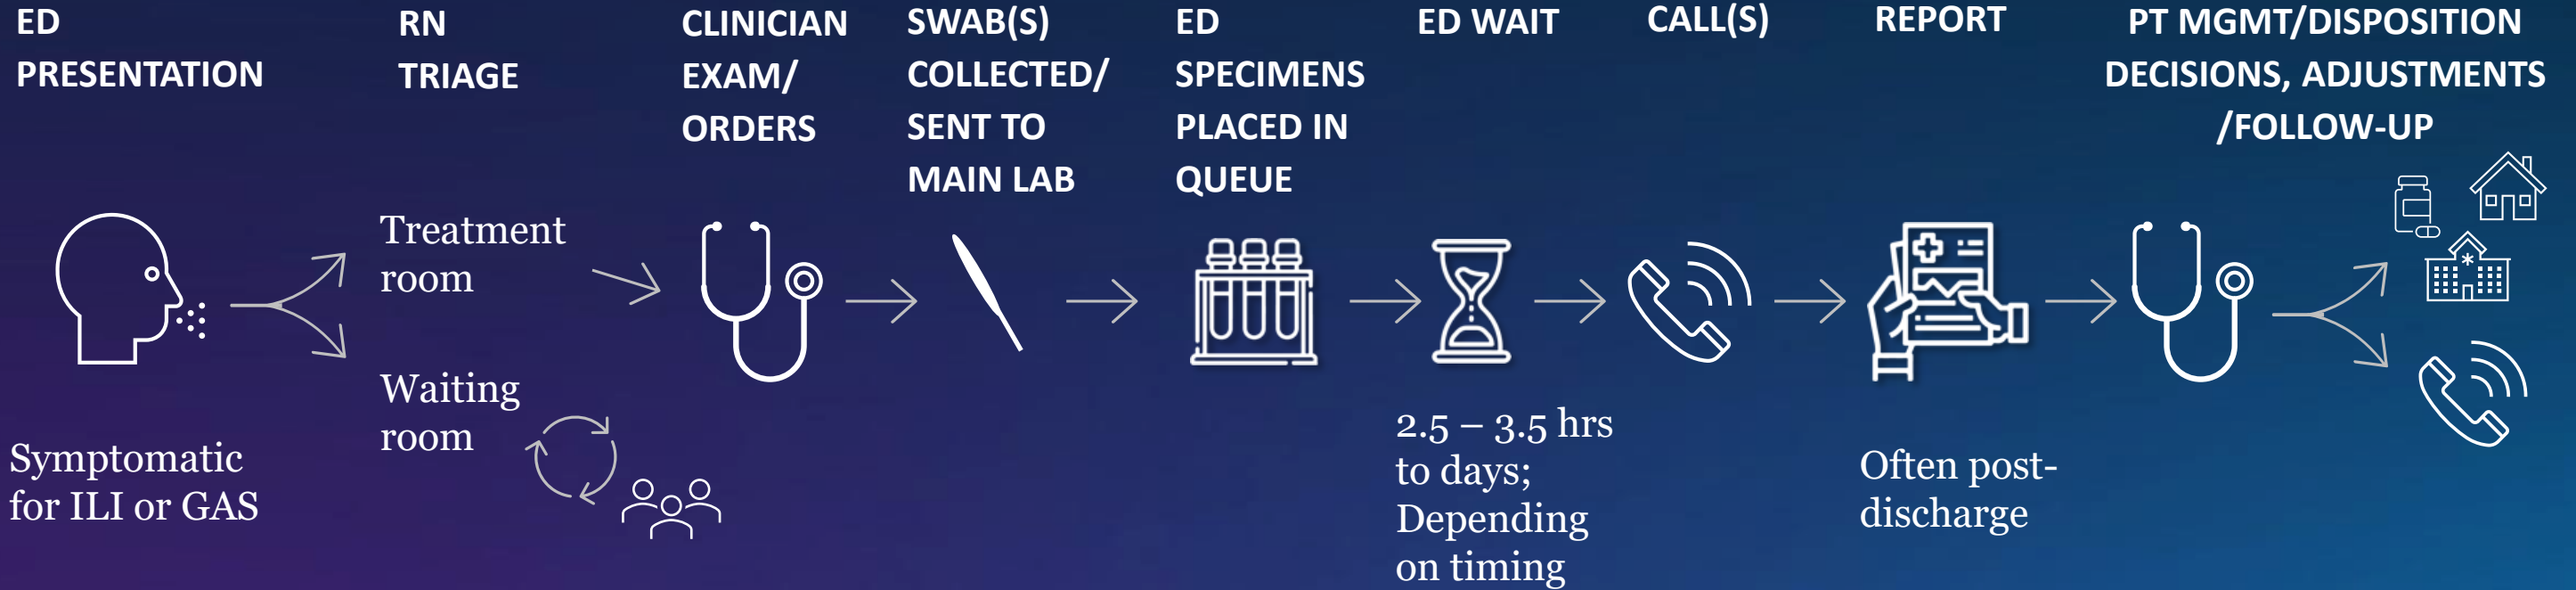 ED
PRESENTATION
RN
TRIAGE
CLINICIAN
EXAM/
ORDERS
SWAB(S)
COLLECTED/
SENT TO
MAIN LAB
ED
SPECIMENS
PLACED IN
QUEUE
ED WAIT
CALL(S)
REPORT
PT MGMT/DISPOSITION
DECISIONS, ADJUSTMENTS
/FOLLOW-UP
Symptomatic
for ILI or GAS
Treatment
room
Waiting
room
2.5 – 3.5 hrs
to days;
Depending
on timing
Often post-
discharge